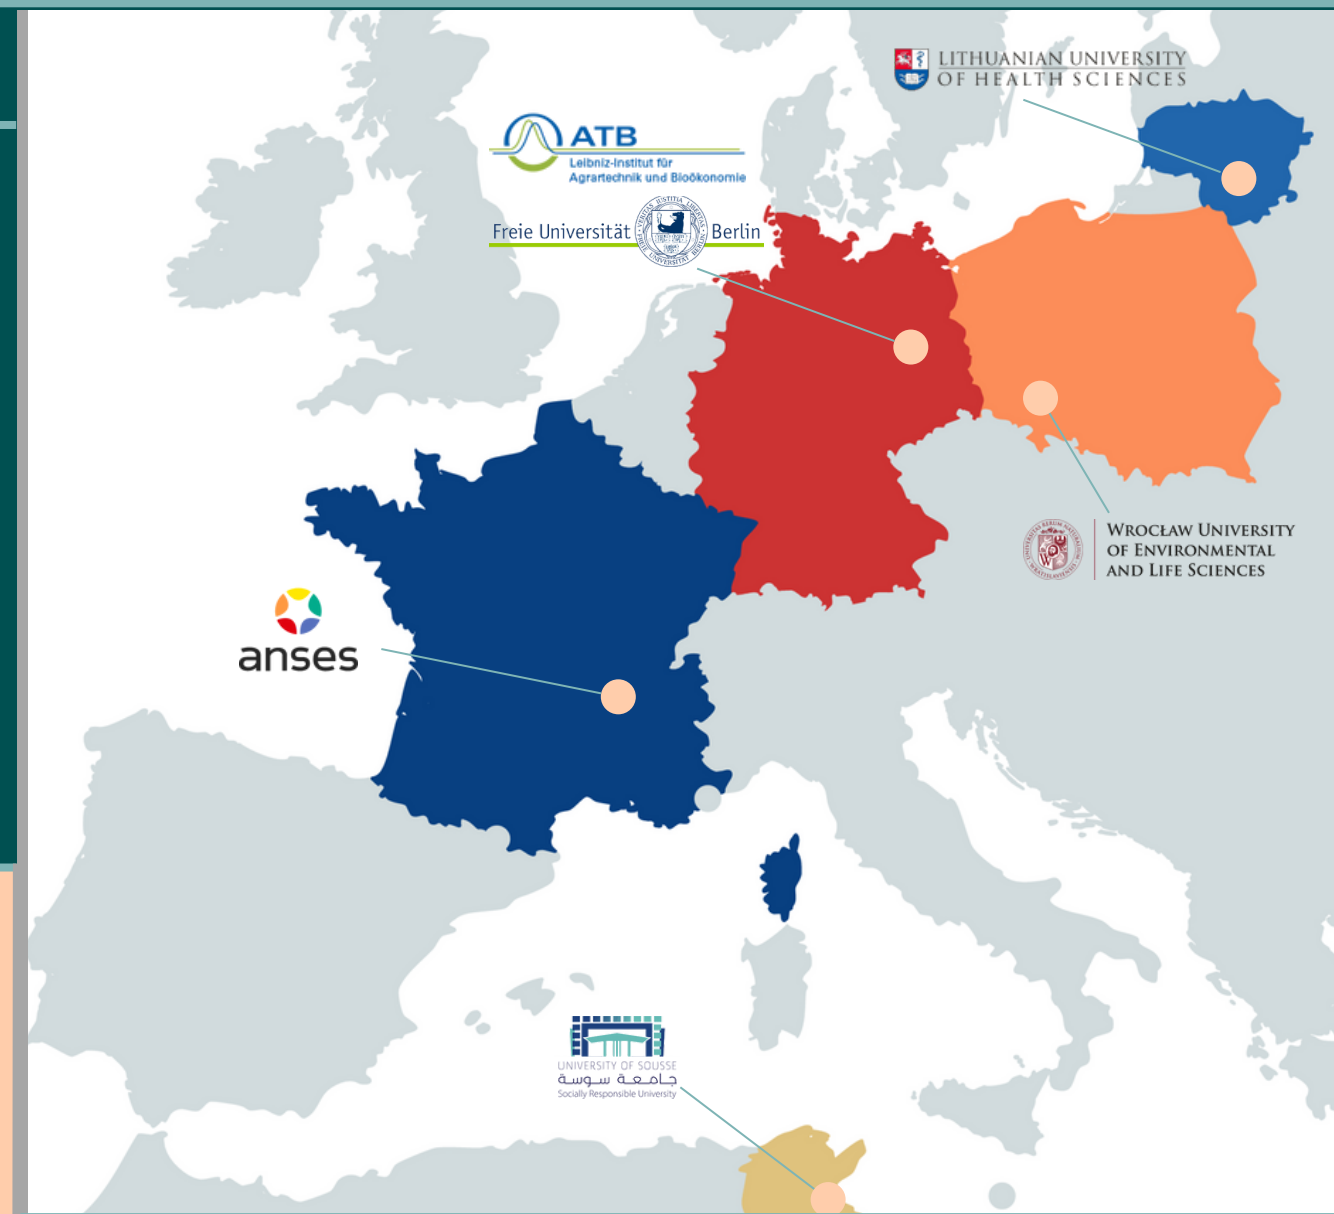 LITHUANIAN UNIVERSITY
OF HEALTH SCIENCES
ATB
Leibniz-Institut für
Agrartechnik und Bioökonomie
Freie Universität Berlin
WROCŁAW UNIVERSITY
OF ENVIRONMENTAL
AND LIFE SCIENCES
anses
UNIVERSITY OF SOUSSE
جامعة سوسة
Socially Responsible University